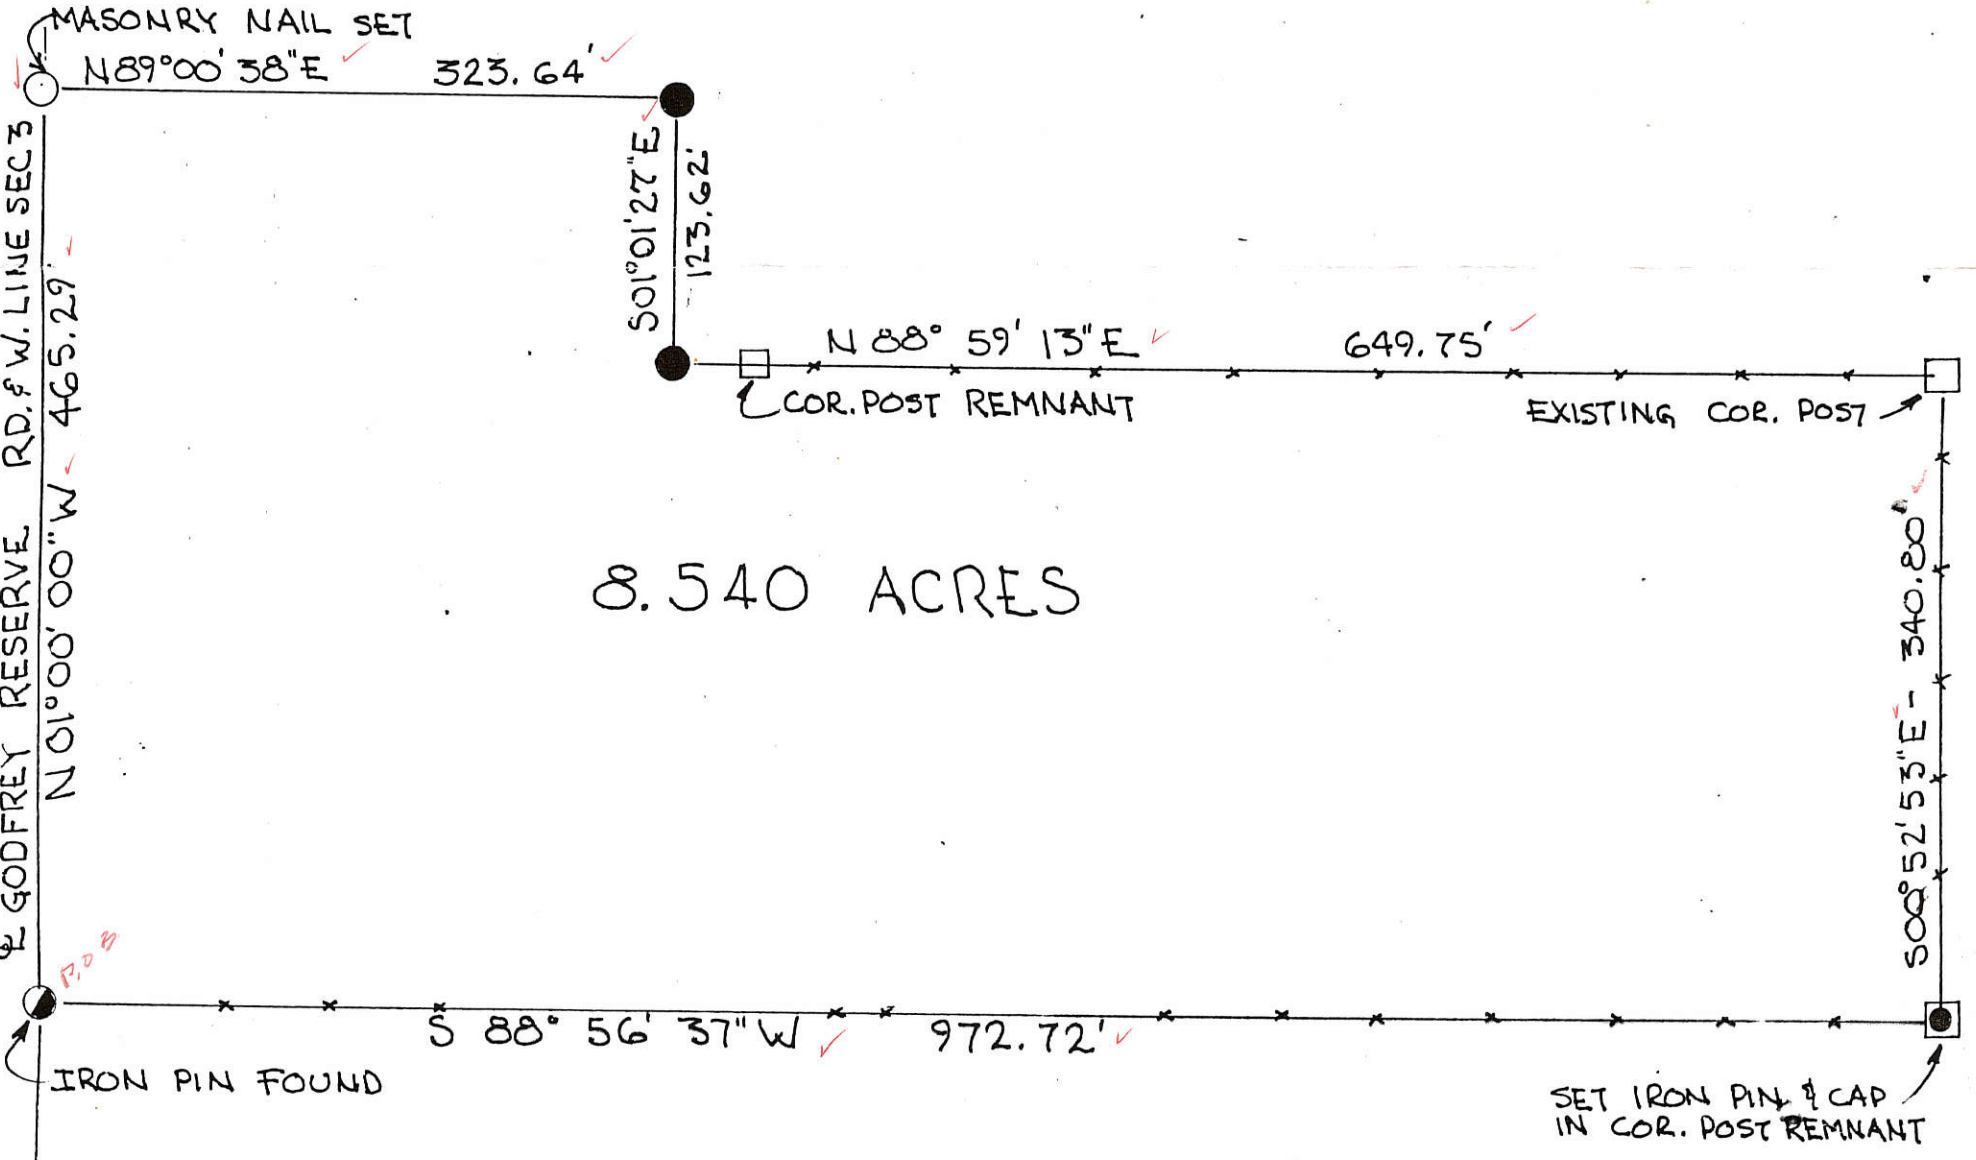 MASONRY NAIL SET
N89°00'38"E 323.64'
S01°01'27"E
123.62'
N 88° 59' 13"E 649.75'
COR. POST REMNANT
EXISTING COR. POST
℄ GODFREY RESERVE RD. & W. LINE SEC 3
N 01°00'00"W - 465.29'
8.540 ACRES
S00°52'53"E - 340.80'
P.O B
S 88° 56' 37" W 972.72'
IRON PIN FOUND
SET IRON PIN & CAP
IN COR. POST REMNANT